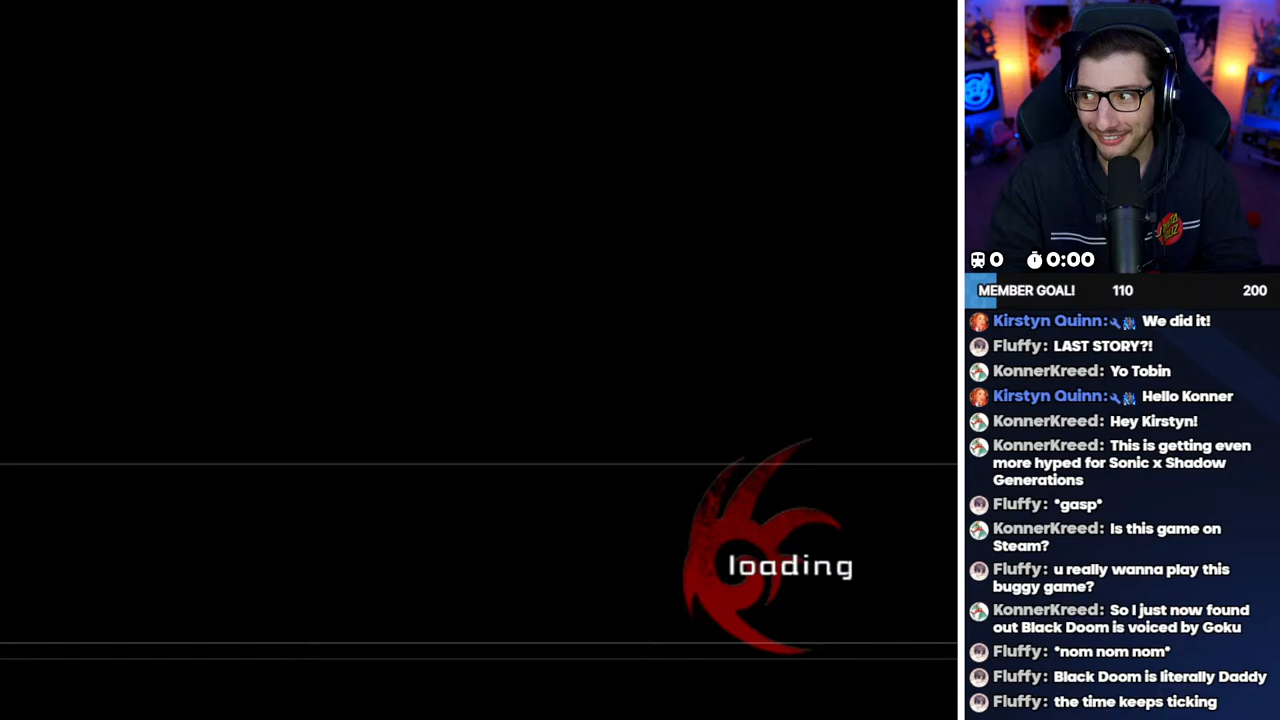 loading
0 0:00
MEMBER GOAL! 110 200
Kirstyn Quinn: We did it!
Fluffy: LAST STORY?!
KonnerKreed: Yo Tobin
Kirstyn Quinn: Hello Konner
KonnerKreed: Hey Kirstyn!
KonnerKreed: This is getting even
more hyped for Sonic x Shadow
Generations
Fluffy: *gasp*
KonnerKreed: Is this game on
Steam?
Fluffy: u really wanna play this
buggy game?
KonnerKreed: So I just now found
out Black Doom is voiced by Goku
Fluffy: *nom nom nom*
Fluffy: Black Doom is literally Daddy
Fluffy: the time keeps ticking